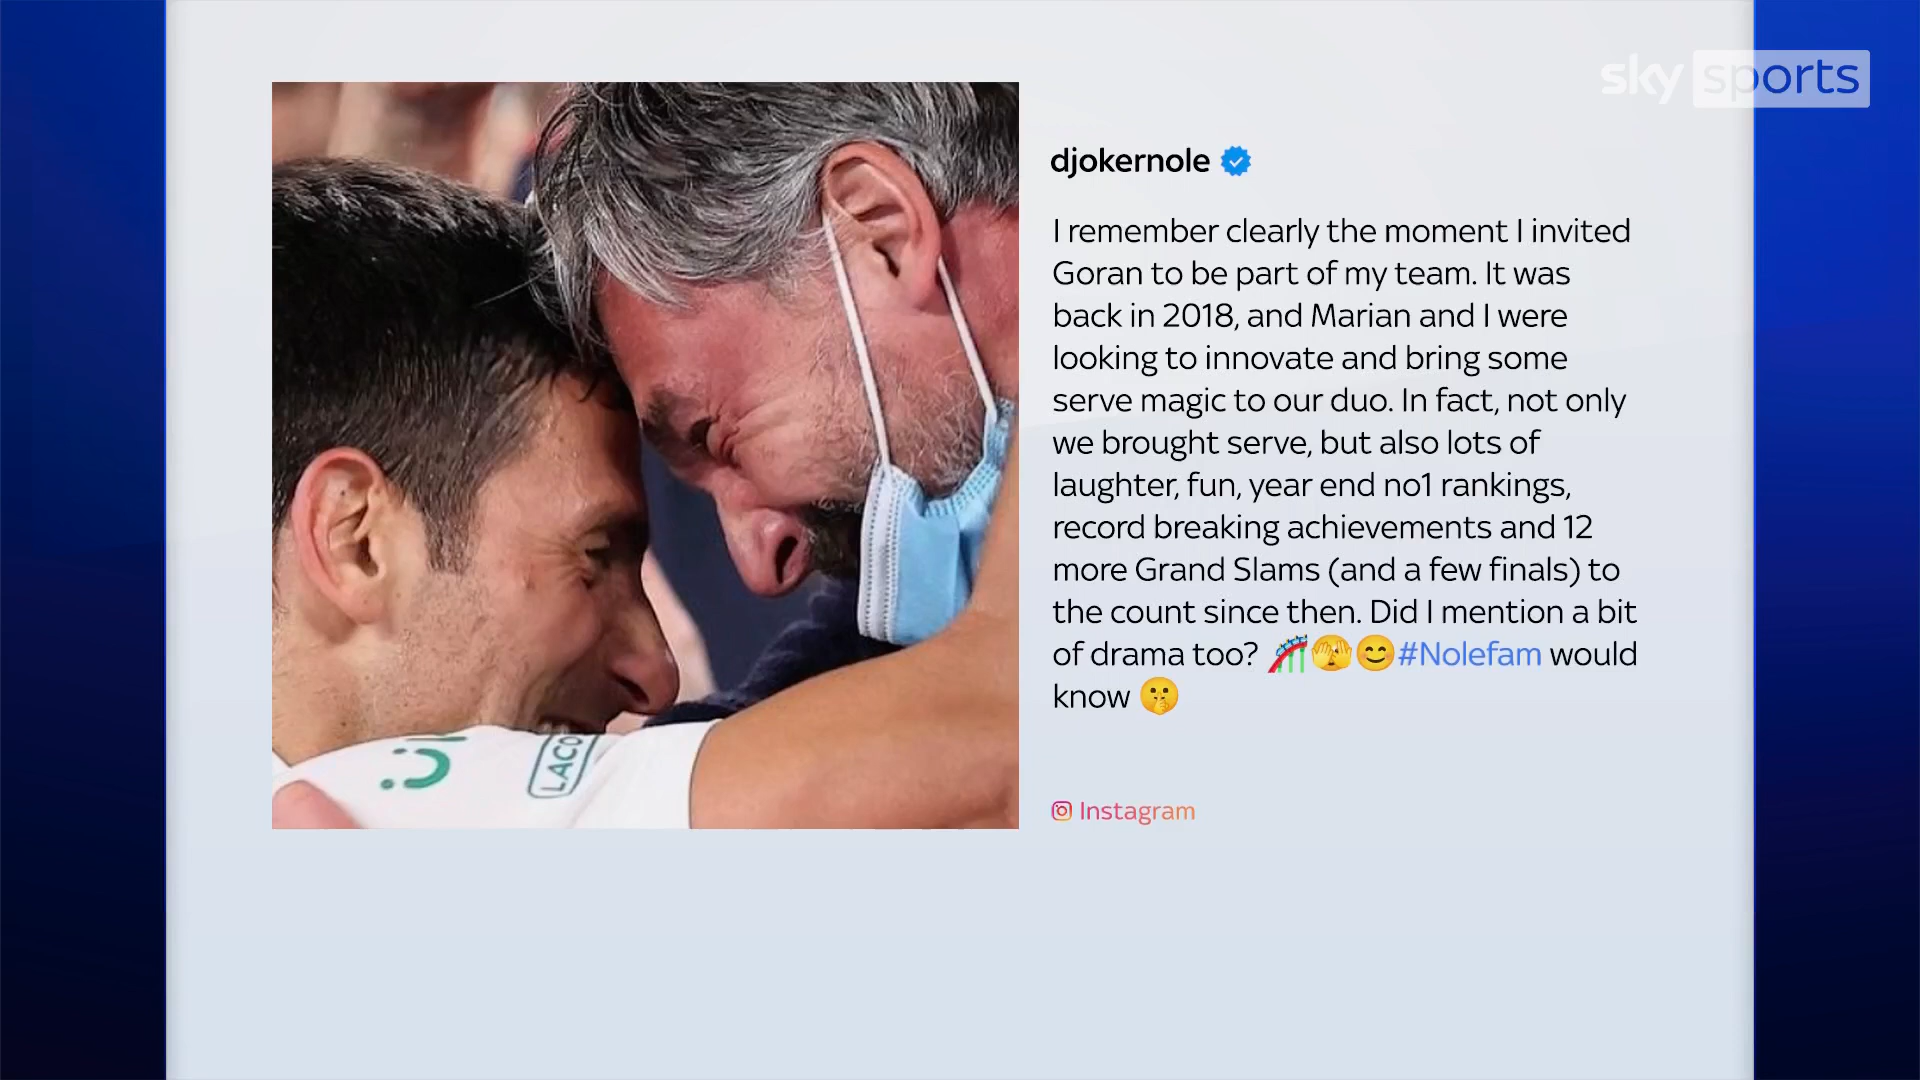 sky sports
djokernole
I remember clearly the moment I invited
Goran to be part of my team. It was
back in 2018, and Marian and I were
looking to innovate and bring some
serve magic to our duo. In fact, not only
we brought serve, but also lots of
laughter, fun, year end no1 rankings,
record breaking achievements and 12
more Grand Slams (and a few finals) to
the count since then. Did I mention a bit
of drama too? 🎢🫣😊#Nolefam would
know 🤫
LACO
Instagram